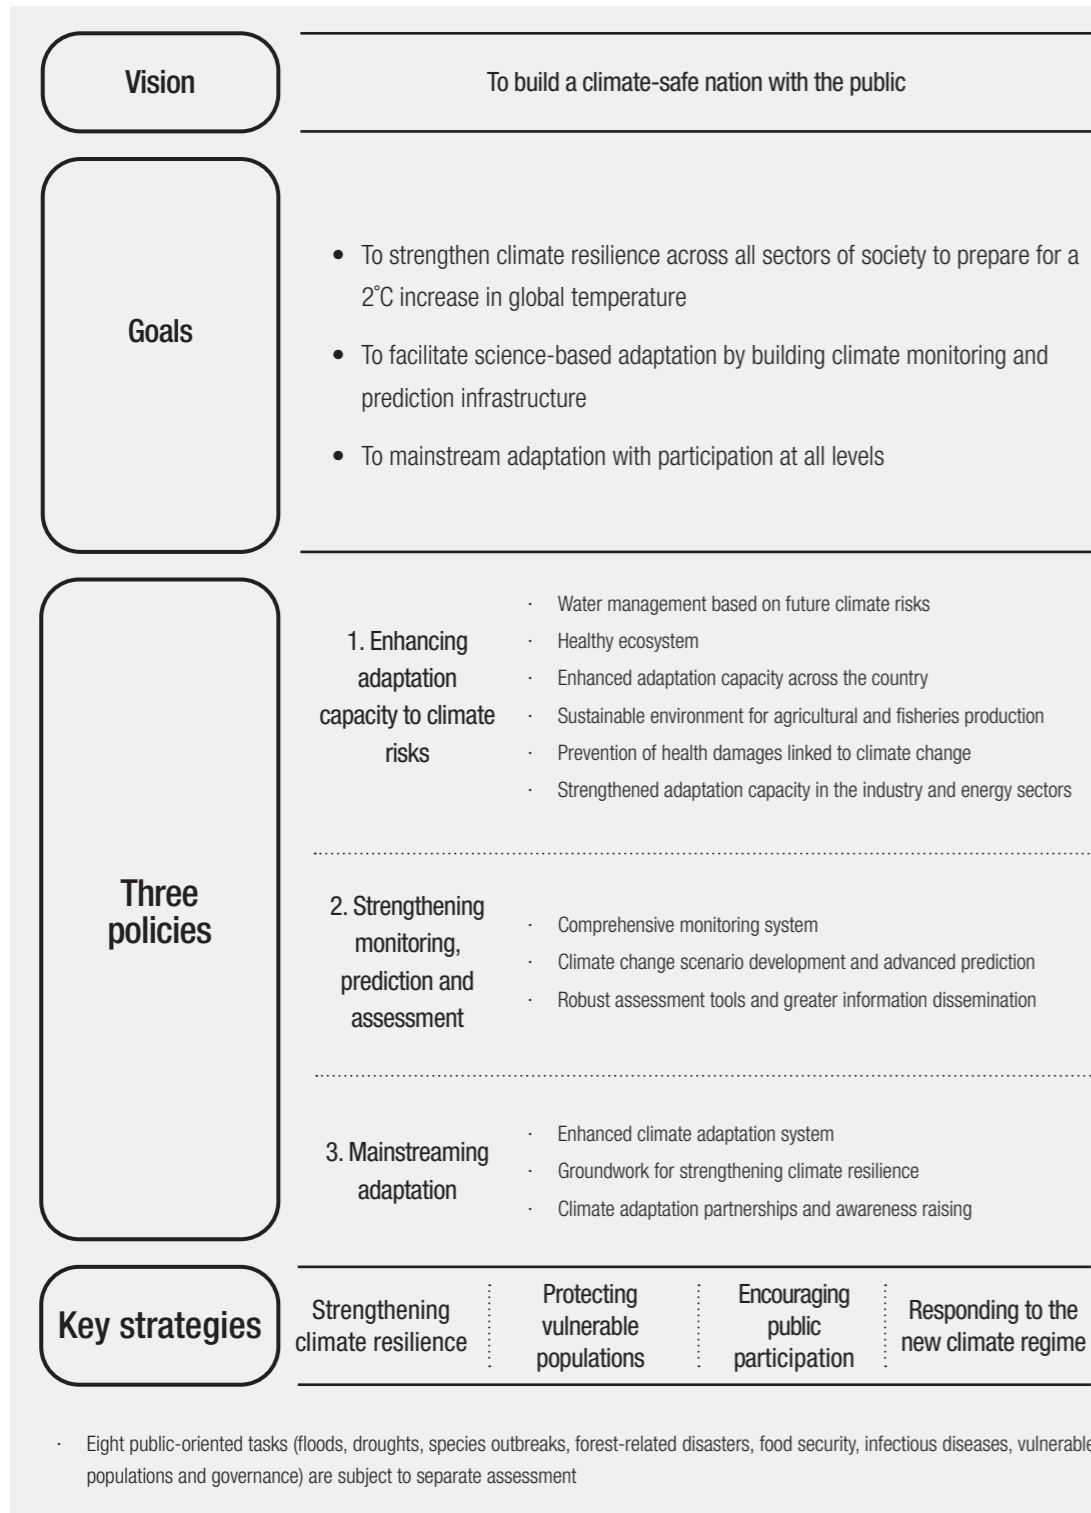 Vision
To build a climate-safe nation with the public
Goals
• To strengthen climate resilience across all sectors of society to prepare for a
2˚C increase in global temperature
• To facilitate science-based adaptation by building climate monitoring and
prediction infrastructure
• To mainstream adaptation with participation at all levels
Three
policies
1. Enhancing
adaptation
capacity to climate
risks
· Water management based on future climate risks
· Healthy ecosystem
· Enhanced adaptation capacity across the country
· Sustainable environment for agricultural and fisheries production
· Prevention of health damages linked to climate change
· Strengthened adaptation capacity in the industry and energy sectors
2. Strengthening
monitoring,
prediction and
assessment
· Comprehensive monitoring system
· Climate change scenario development and advanced prediction
· Robust assessment tools and greater information dissemination
3. Mainstreaming
adaptation
· Enhanced climate adaptation system
· Groundwork for strengthening climate resilience
· Climate adaptation partnerships and awareness raising
Key strategies
Strengthening
climate resilience
Protecting
vulnerable
populations
Encouraging
public
participation
Responding to the
new climate regime
· Eight public-oriented tasks (floods, droughts, species outbreaks, forest-related disasters, food security, infectious diseases, vulnerable
populations and governance) are subject to separate assessment